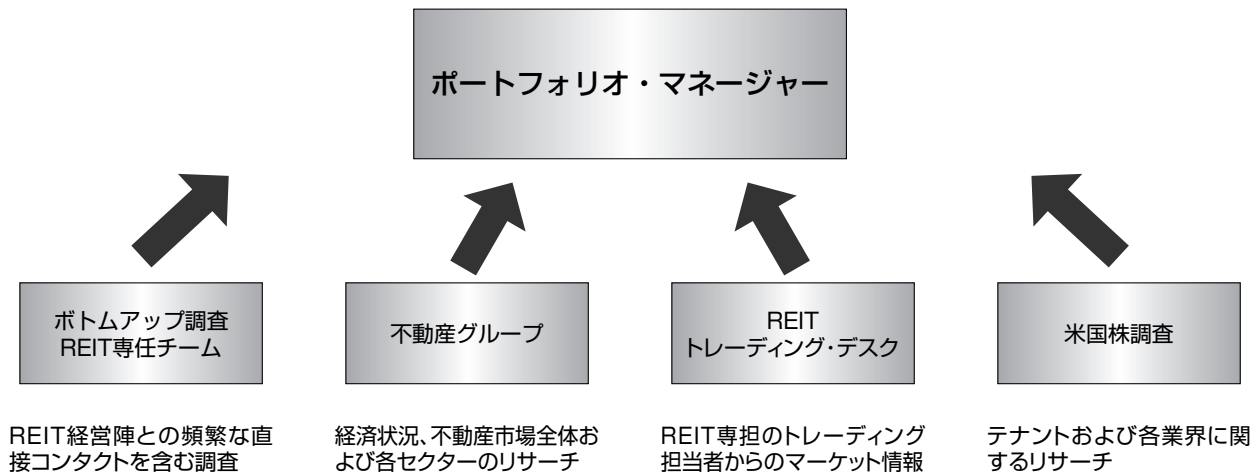 ポートフォリオ・マネージャー
ボトムアップ調査
REIT専任チーム
不動産グループ
REIT
トレーディング・デスク
米国株調査
REIT経営陣との頻繁な直
接コンタクトを含む調査
経済状況、不動産市場全体お
よび各セクターのリサーチ
REIT専担のトレーディング
担当者からのマーケット情報
テナントおよび各業界に関
するリサーチ